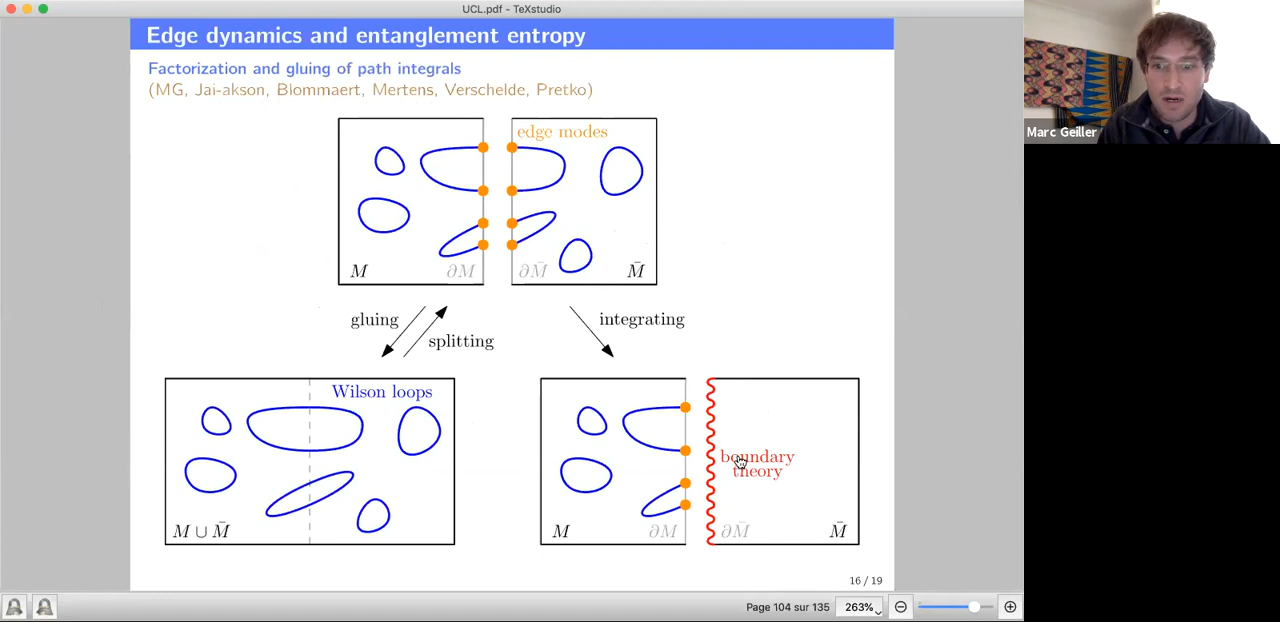 UCL.pdf - TeXstudio
Edge dynamics and entanglement entropy
Factorization and gluing of path integrals
(MG, Jai-akson, Blommaert, Mertens, Verschelde, Pretko)
edge modes
M
∂M
∂M̄
M̄
gluing
splitting
integrating
Wilson loops
M ∪ M̄
boundary
theory
M
∂M
∂M̄
M̄
16 / 19
Page 104 sur 135
263%
Marc Geiller